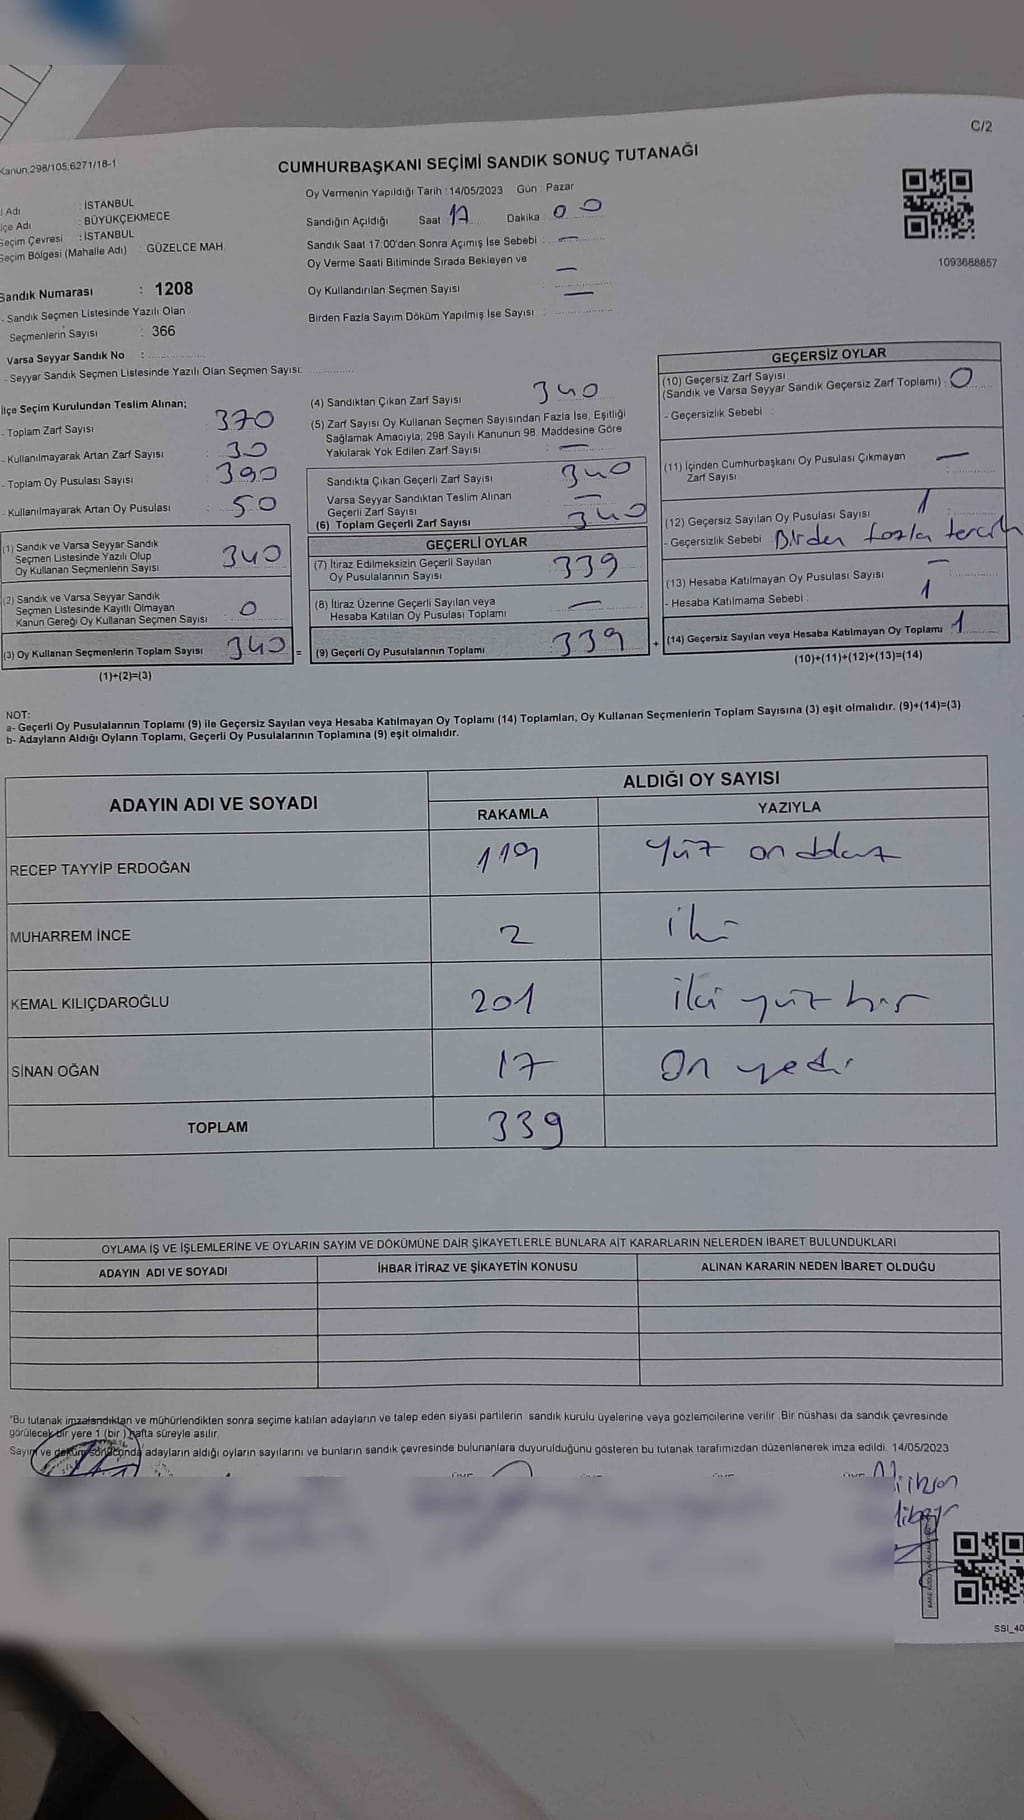 C/2
Kanun:298/105;6271/18-1
CUMHURBAŞKANI SEÇİMİ SANDIK SONUÇ TUTANAĞI
Oy Vermenin Yapıldığı Tarih :14/05/2023 Gün : Pazar
Sandığın Açıldığı Saat 17 Dakika 00
Sandık Saat 17:00'den Sonra Açılmış İse Sebebi : —
Oy Verme Saati Bitiminde Sırada Bekleyen ve
Oy Kullandırılan Seçmen Sayısı : —
Birden Fazla Sayım Döküm Yapılmış İse Sayısı : —
1093688857
Adı : İSTANBUL
Adı : BÜYÜKÇEKMECE
Seçim Çevresi : İSTANBUL
Seçim Bölgesi (Mahalle Adı) : GÜZELCE MAH.
Sandık Numarası : 1208
- Sandık Seçmen Listesinde Yazılı Olan
Seçmenlerin Sayısı : 366
Varsa Seyyar Sandık No :
- Seyyar Sandık Seçmen Listesinde Yazılı Olan Seçmen Sayısı:
İlçe Seçim Kurulundan Teslim Alınan;
- Toplam Zarf Sayısı : 370
- Kullanılmayarak Artan Zarf Sayısı : 30
- Toplam Oy Pusulası Sayısı : 390
- Kullanılmayarak Artan Oy Pusulası : 50
(1) Sandık ve Varsa Seyyar Sandık
Seçmen Listesinde Yazılı Olup
Oy Kullanan Seçmenlerin Sayısı : 340
(2) Sandık ve Varsa Seyyar Sandık
Seçmen Listesinde Kayıtlı Olmayan
Kanun Gereği Oy Kullanan Seçmen Sayısı : 0
(3) Oy Kullanan Seçmenlerin Toplam Sayısı 340 =
(1)+(2)=(3)
(4) Sandıktan Çıkan Zarf Sayısı 340
(5) Zarf Sayısı Oy Kullanan Seçmen Sayısından Fazla İse, Eşitliği
Sağlamak Amacıyla, 298 Sayılı Kanunun 98. Maddesine Göre
Yakılarak Yok Edilen Zarf Sayısı : —
Sandıkta Çıkan Geçerli Zarf Sayısı : 340
Varsa Seyyar Sandıktan Teslim Alınan
Geçerli Zarf Sayısı : —
(6) Toplam Geçerli Zarf Sayısı : 340
GEÇERLİ OYLAR
(7) İtiraz Edilmeksizin Geçerli Sayılan
Oy Pusulalarının Sayısı : 339
(8) İtiraz Üzerine Geçerli Sayılan veya
Hesaba Katılan Oy Pusulası Toplamı : —
(9) Geçerli Oy Pusulalarının Toplamı : 339 +
GEÇERSİZ OYLAR
(10) Geçersiz Zarf Sayısı
(Sandık ve Varsa Seyyar Sandık Geçersiz Zarf Toplamı) : 0
- Geçersizlik Sebebi :
(11) İçinden Cumhurbaşkanı Oy Pusulası Çıkmayan
Zarf Sayısı : —
(12) Geçersiz Sayılan Oy Pusulası Sayısı : 1
- Geçersizlik Sebebi : Birden fazla tercih
(13) Hesaba Katılmayan Oy Pusulası Sayısı : —
- Hesaba Katılmama Sebebi : 1
(14) Geçersiz Sayılan veya Hesaba Katılmayan Oy Toplamı : 1
(10)+(11)+(12)+(13)=(14)
NOT:
a- Geçerli Oy Pusulalarının Toplamı (9) ile Geçersiz Sayılan veya Hesaba Katılmayan Oy Toplamı (14) Toplamları, Oy Kullanan Seçmenlerin Toplam Sayısına (3) eşit olmalıdır. (9)+(14)=(3)
b- Adayların Aldığı Oyların Toplamı, Geçerli Oy Pusulalarının Toplamına (9) eşit olmalıdır.
ADAYIN ADI VE SOYADI ALDIĞI OY SAYISI
RAKAMLA YAZIYLA
RECEP TAYYİP ERDOĞAN 119 yüz on dokuz
MUHARREM İNCE 2 iki
KEMAL KILIÇDAROĞLU 201 iki yüz bir
SİNAN OĞAN 17 On yedi
TOPLAM 339
OYLAMA İŞ VE İŞLEMLERİNE VE OYLARIN SAYIM VE DÖKÜMÜNE DAİR ŞİKAYETLERLE BUNLARA AİT KARARLARIN NELERDEN İBARET BULUNDUKLARI
ADAYIN ADI VE SOYADI İHBAR İTİRAZ VE ŞİKAYETİN KONUSU ALINAN KARARIN NEDEN İBARET OLDUĞU
"Bu tutanak imzalandıktan ve mühürlendikten sonra seçime katılan adayların ve talep eden siyasi partilerin sandık kurulu üyelerine veya gözlemcilerine verilir. Bir nüshası da sandık çevresinde
görülecek bir yere 1 (bir) hafta süreyle asılır.
Sayım ve döküm sonucunda adayların aldığı oyların sayılarını ve bunların sandık çevresinde bulunanlara duyurulduğunu gösteren bu tutanak tarafımızdan düzenlenerek imza edildi. 14/05/2023
SSI_40